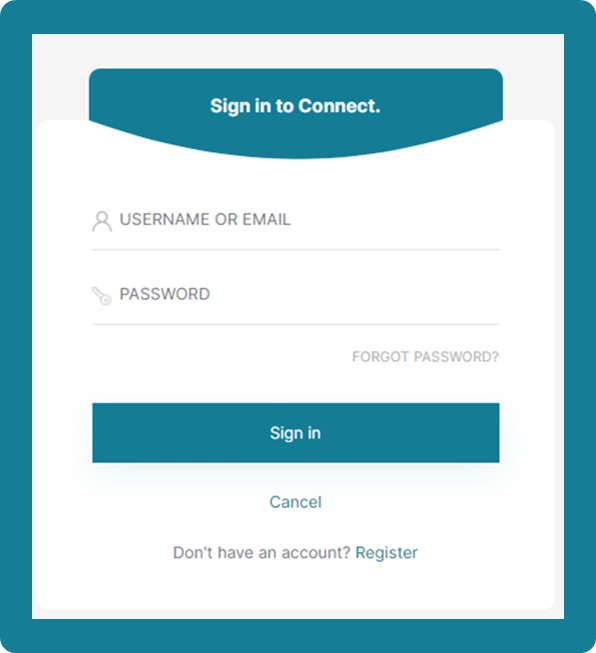 Sign in to Connect.
USERNAME OR EMAIL
PASSWORD
FORGOT PASSWORD?
Sign in
Cancel
Don't have an account? Register